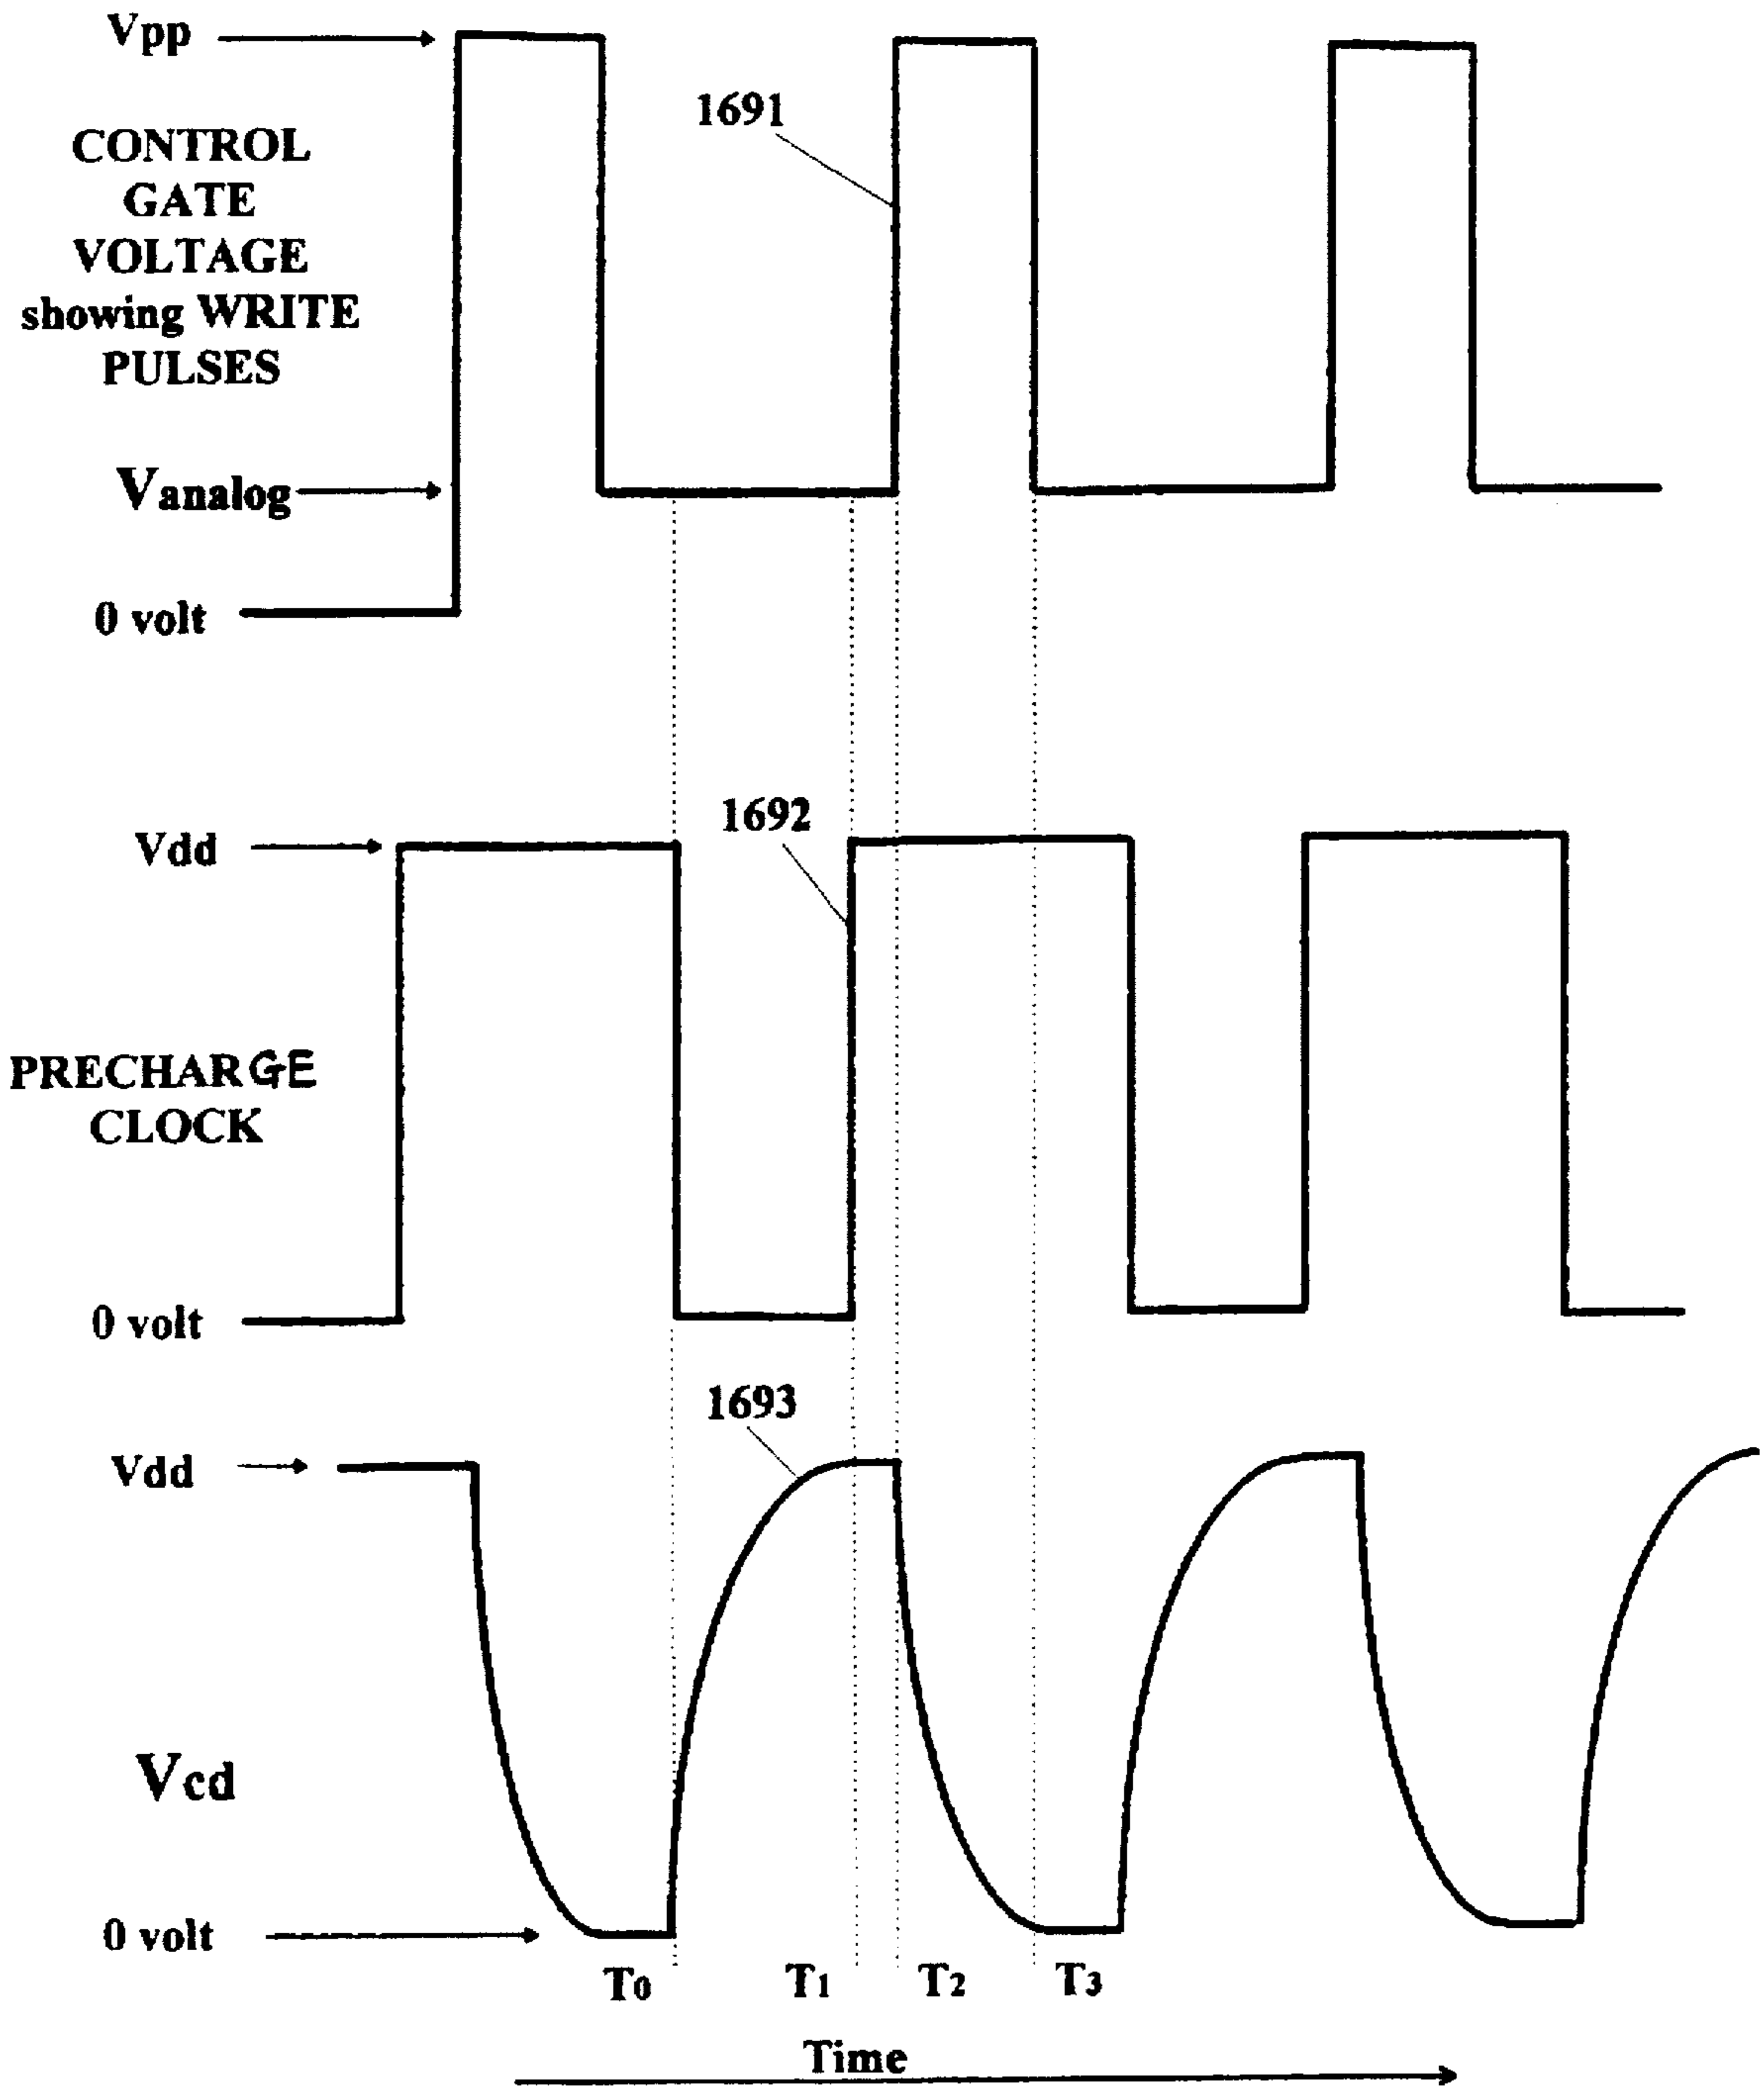 Vpp
1691
CONTROL
GATE
VOLTAGE
showing WRITE
PULSES
Vanalog
0 volt
1692
Vdd
PRECHARGE
CLOCK
0 volt
1693
Vdd
Vcd
0 volt
T0 T1 T2 T3
Time